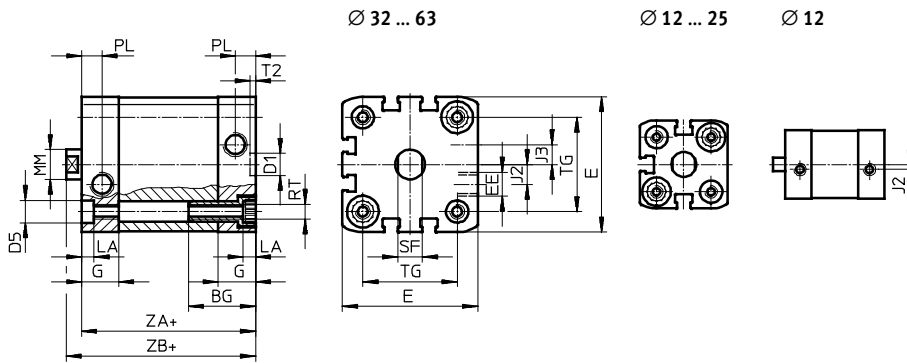 Ø 32 ... 63
Ø 12 ... 25
Ø 12
PL
PL
T2
MM
D1
RT
D5
LA
LA
G
G
BG
ZA+
ZB+
J3
TG
E
J2
EE
SF
TG
E
J2